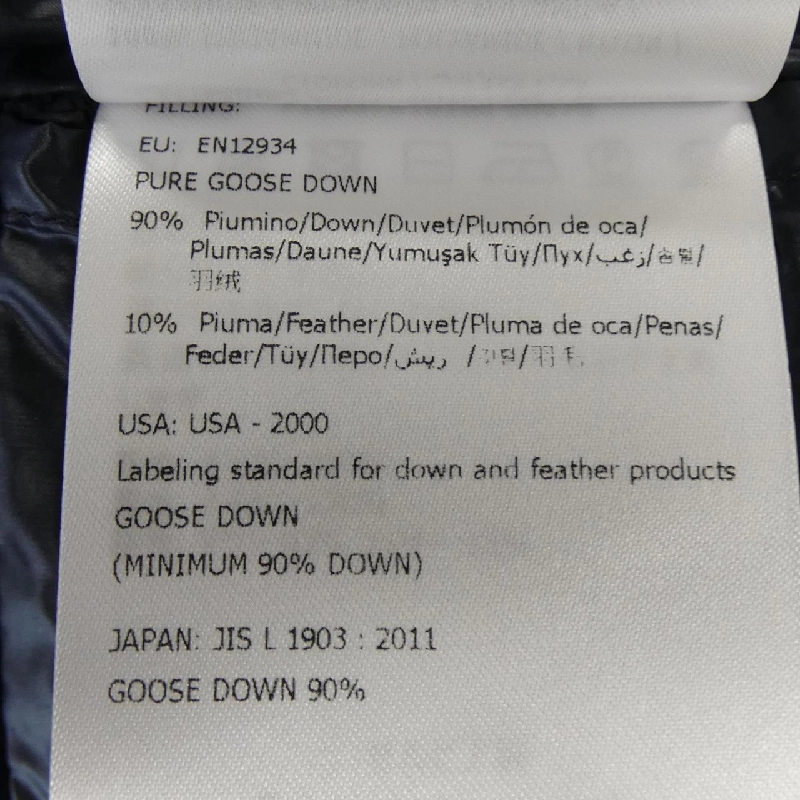 FILLING:
EU: EN12934
PURE GOOSE DOWN
90% Piumino/Down/Duvet/Plumón de oca/
Plumas/Daune/Yumuşak Tüy/Пух/زغب/솜털/
羽绒
10% Piuma/Feather/Duvet/Pluma de oca/Penas/
Feder/Tüy/Перо/ريش /깃털/羽毛
USA: USA - 2000
Labeling standard for down and feather products
GOOSE DOWN
(MINIMUM 90% DOWN)
JAPAN: JIS L 1903 : 2011
GOOSE DOWN 90%